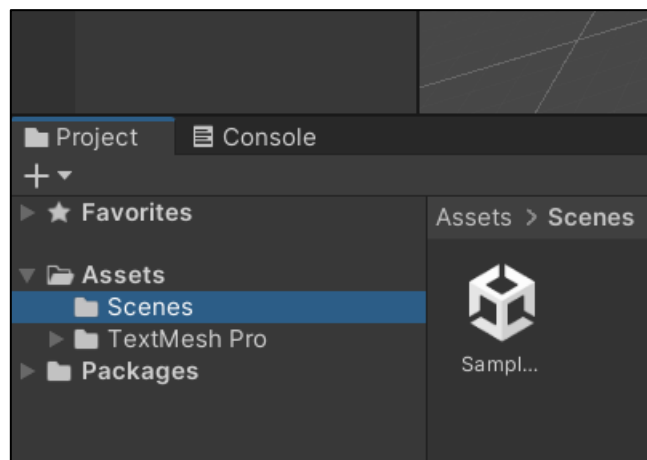 Project
Console
Favorites
Assets > Scenes
Assets
Scenes
TextMesh Pro
Sampl...
Packages